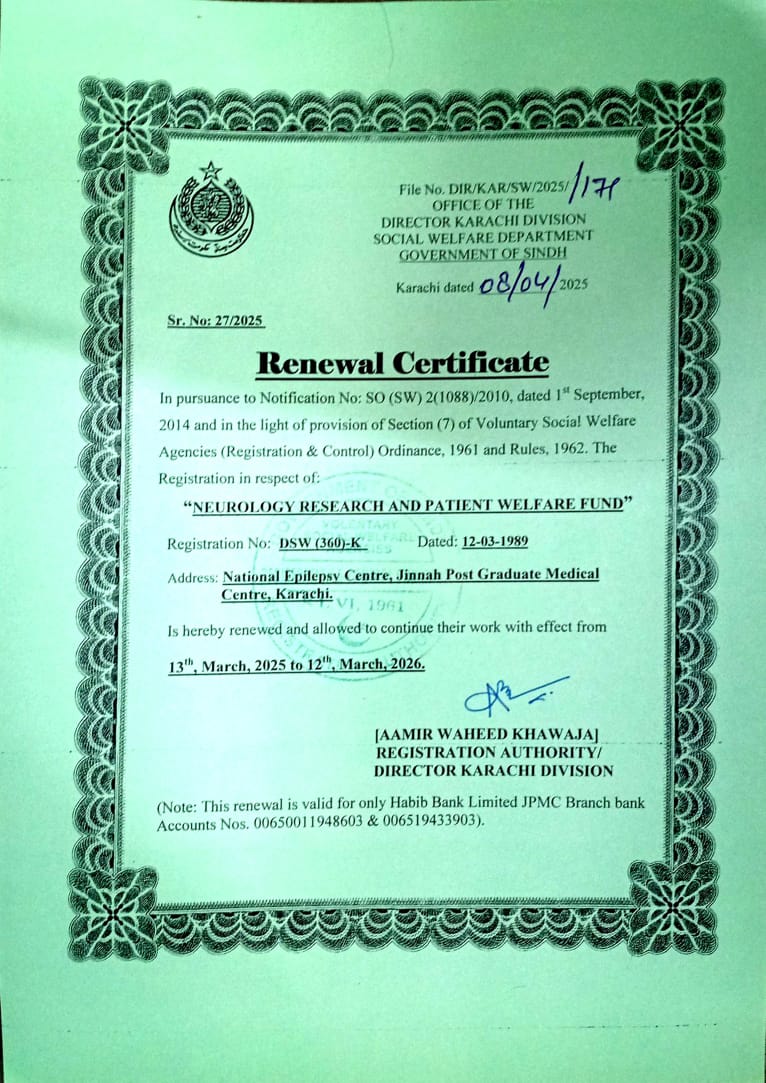 File No. DIR/KAR/SW/2025/
OFFICE OF THE
DIRECTOR KARACHI DIVISION
SOCIAL WELFARE DEPARTMENT
GOVERNMENT OF SINDH
Karachi dated 08/04/2025
Sr. No: 27/2025
Renewal Certificate
In pursuance to Notification No: SO (SW) 2(1088)/2010, dated 1st September,
2014 and in the light of provision of Section (7) of Voluntary Social Welfare
Agencies (Registration & Control) Ordinance, 1961 and Rules, 1962. The
Registration in respect of:
“NEUROLOGY RESEARCH AND PATIENT WELFARE FUND”
Registration No: DSW (360)-K Dated: 12-03-1989
Address: National Epilepsy Centre, Jinnah Post Graduate Medical
Centre, Karachi.
VI, 1961
Is hereby renewed and allowed to continue their work with effect from
13th, March, 2025 to 12th, March, 2026.
[AAMIR WAHEED KHAWAJA]
REGISTRATION AUTHORITY/
DIRECTOR KARACHI DIVISION
(Note: This renewal is valid for only Habib Bank Limited JPMC Branch bank
Accounts Nos. 00650011948603 & 006519433903).